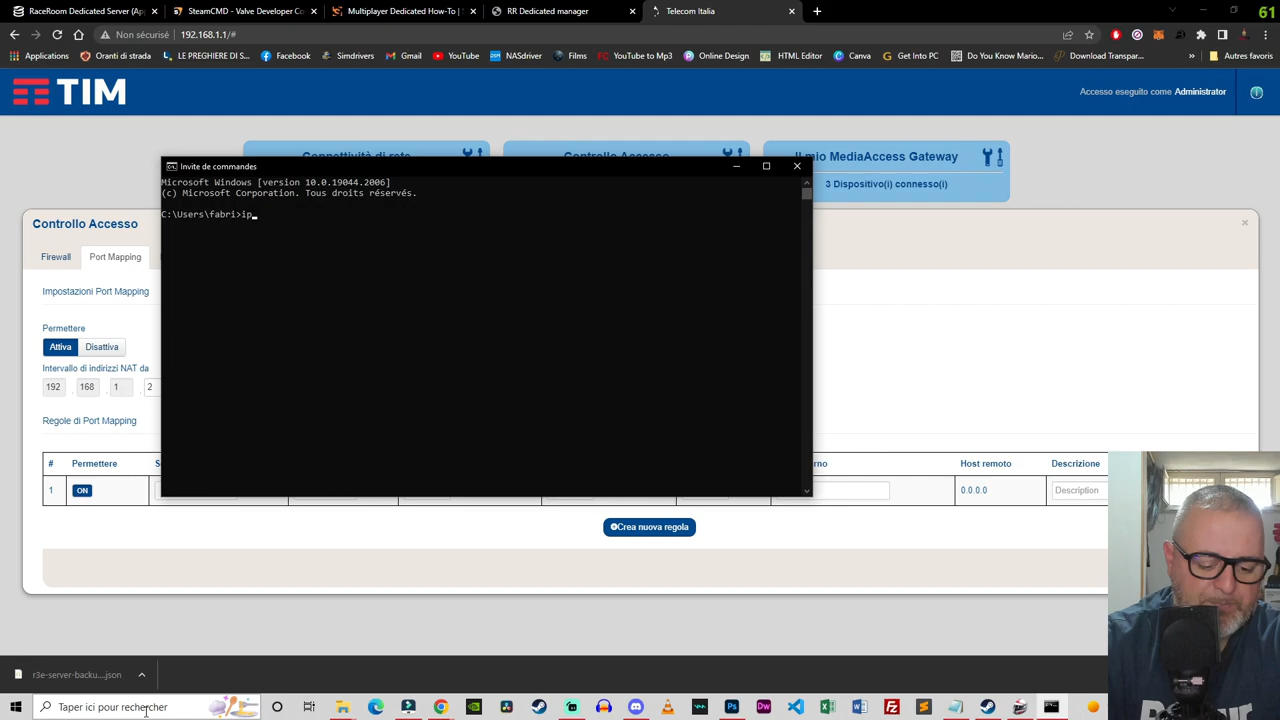 RaceRoom Dedicated Server (Ap
SteamCMD - Valve Developer Co
Multiplayer Dedicated How-To | S
RR Dedicated manager
Telecom Italia
61
Non sécurisé
192.168.1.1/#
Applications
Oranti di strada
LE PREGHIERE DI S...
Facebook
Simdrivers
Gmail
YouTube
NASdriver
Films
YouTube to Mp3
Online Design
HTML Editor
Canva
Get Into PC
Do You Know Mario...
Download Transpar...
»
Autres favoris
TIM
Accesso eseguito come Administrator
Il mio MediaAccess Gateway
3 Dispositivo(i) connesso(i)
Invite de commandes
Microsoft Windows [version 10.0.19044.2006]
(c) Microsoft Corporation. Tous droits réservés.
C:\Users\fabri>ip_
Controllo Accesso
Firewall
Port Mapping
Impostazioni Port Mapping
Permettere
Attiva
Disattiva
Intervallo di indirizzi NAT da
192 . 168 . 1 . 2
Regole di Port Mapping
#
Permettere
Host remoto
Descrizione
1
ON
0.0.0.0
Description
Crea nuova regola
r3e-server-backu....json
Taper ici pour rechercher